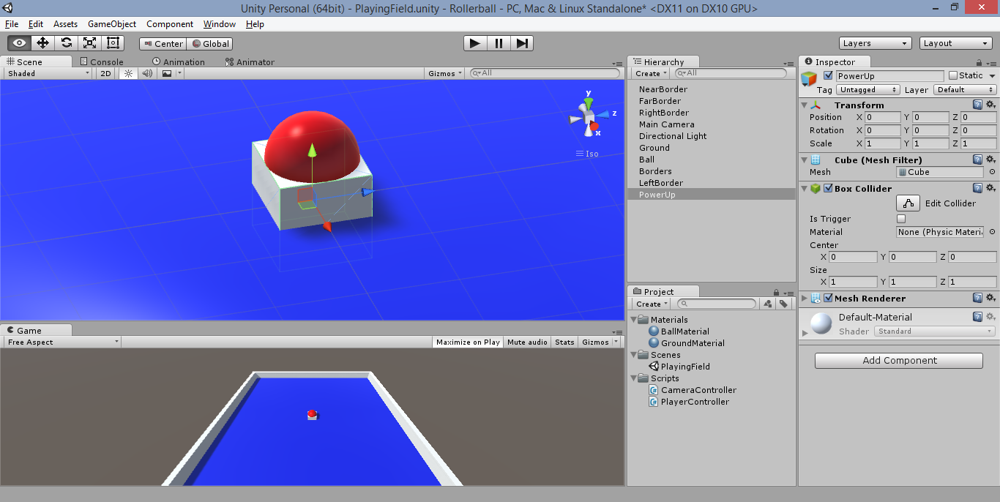 Unity Personal (64bit) - PlayingField.unity - Rollerball - PC, Mac & Linux Standalone* <DX11 on DX10 GPU>
File Edit Assets GameObject Component Window Help
Center Global
Layers Layout
Scene Console Animation Animator
Shaded 2D Gizmos All
y
z
x
Iso
Game
Free Aspect Maximize on Play Mute audio Stats Gizmos
Hierarchy
Create All
NearBorder
FarBorder
RightBorder
Main Camera
Directional Light
Ground
Ball
Borders
LeftBorder
PowerUp
Project
Create
Materials
BallMaterial
GroundMaterial
Scenes
PlayingField
Scripts
CameraController
PlayerController
Inspector
PowerUp Static
Tag Untagged Layer Default
Transform
Position X 0 Y 0 Z 0
Rotation X 0 Y 0 Z 0
Scale X 1 Y 1 Z 1
Cube (Mesh Filter)
Mesh Cube
Box Collider
Edit Collider
Is Trigger
Material None (Physic Materi
Center
X 0 Y 0 Z 0
Size
X 1 Y 1 Z 1
Mesh Renderer
Default-Material
Shader Standard
Add Component